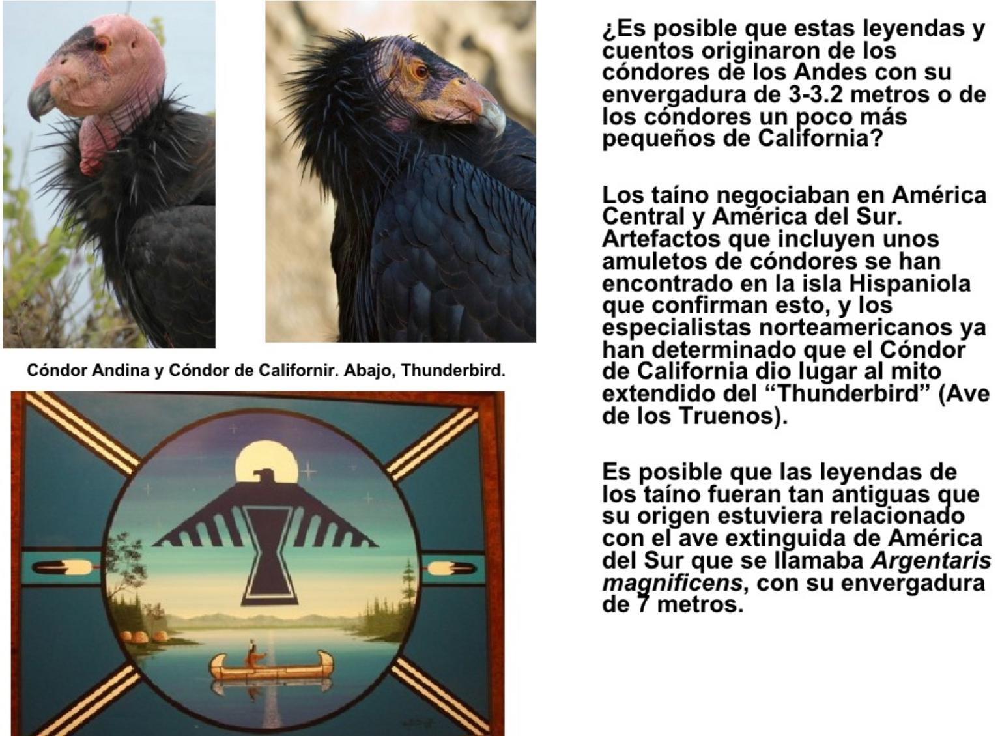 ¿Es posible que estas leyendas y
cuentos originaron de los
cóndores de los Andes con su
envergadura de 3-3.2 metros o de
los cóndores un poco más
pequeños de California?
Los taíno negociaban en América
Central y América del Sur.
Artefactos que incluyen unos
amuletos de cóndores se han
encontrado en la isla Hispaniola
que confirman esto, y los
especialistas norteamericanos ya
han determinado que el Cóndor
de California dio lugar al mito
extendido del “Thunderbird” (Ave
de los Truenos).
Es posible que las leyendas de
los taíno fueran tan antiguas que
su origen estuviera relacionado
con el ave extinguida de América
del Sur que se llamaba Argentaris
magnificens, con su envergadura
de 7 metros.
Cóndor Andina y Cóndor de Californir. Abajo, Thunderbird.